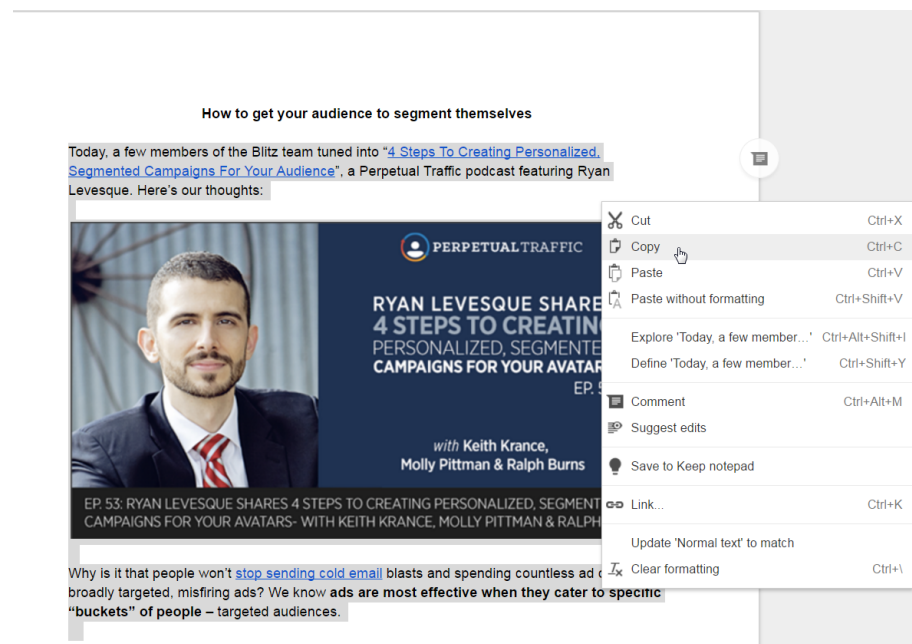 How to get your audience to segment themselves
Today, a few members of the Blitz team tuned into “4 Steps To Creating Personalized,
Segmented Campaigns For Your Audience”, a Perpetual Traffic podcast featuring Ryan
Levesque. Here’s our thoughts:
PERPETUAL TRAFFIC
RYAN LEVESQUE SHARE
4 STEPS TO CREATIN
PERSONALIZED, SEGMENTE
CAMPAIGNS FOR YOUR AVATAR
EP.
with Keith Krance,
Molly Pittman & Ralph Burns
EP. 53: RYAN LEVESQUE SHARES 4 STEPS TO CREATING PERSONALIZED, SEGMENT
CAMPAIGNS FOR YOUR AVATARS- WITH KEITH KRANCE, MOLLY PITTMAN & RALPH
Why is it that people won’t stop sending cold email blasts and spending countless ad
broadly targeted, misfiring ads? We know ads are most effective when they cater to specific
“buckets” of people – targeted audiences.
Cut Ctrl+X
Copy Ctrl+C
Paste Ctrl+V
Paste without formatting Ctrl+Shift+V
Explore 'Today, a few member…' Ctrl+Alt+Shift+I
Define 'Today, a few member…' Ctrl+Shift+Y
Comment Ctrl+Alt+M
Suggest edits
Save to Keep notepad
Link... Ctrl+K
Update 'Normal text' to match
Clear formatting Ctrl+\